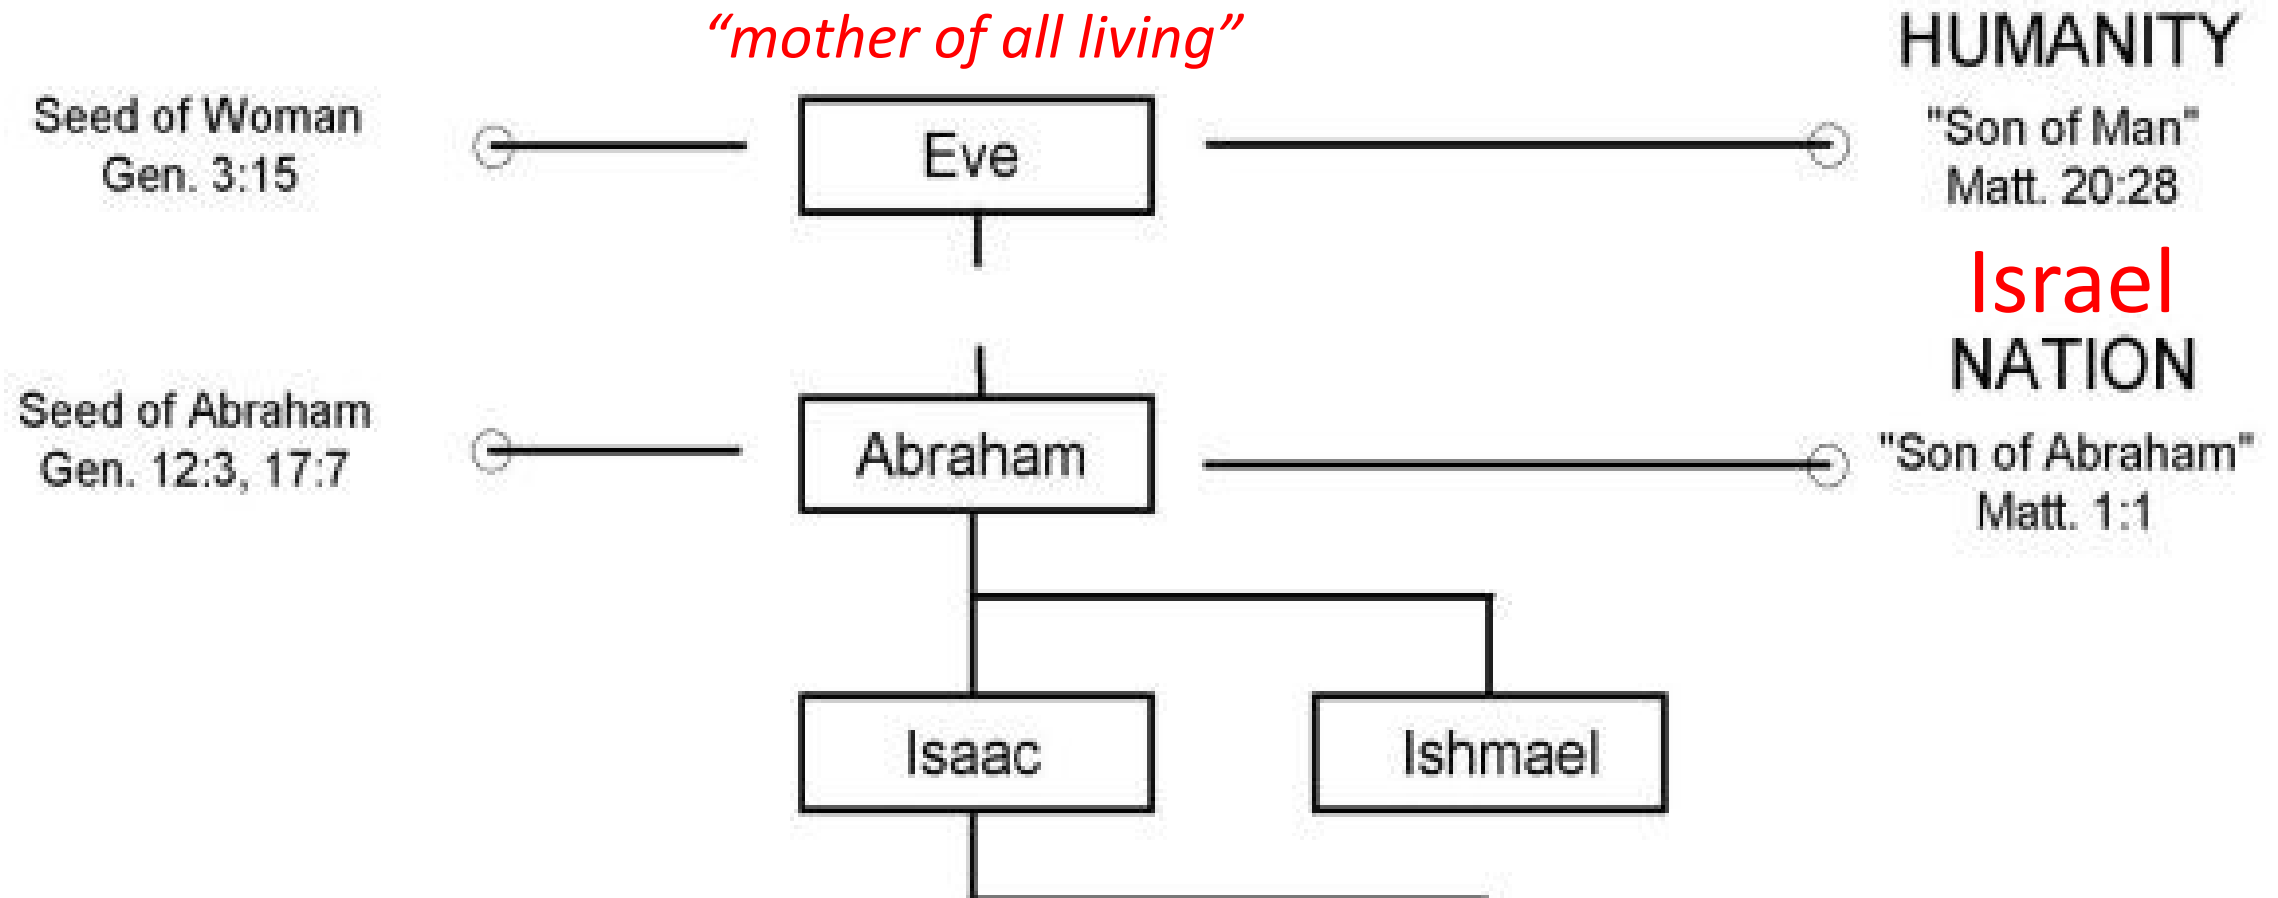 “mother of all living”
HUMANITY
Seed of Woman
Gen. 3:15
Eve
"Son of Man"
Matt. 20:28
Israel
NATION
Seed of Abraham
Gen. 12:3, 17:7
Abraham
"Son of Abraham"
Matt. 1:1
Isaac
Ishmael